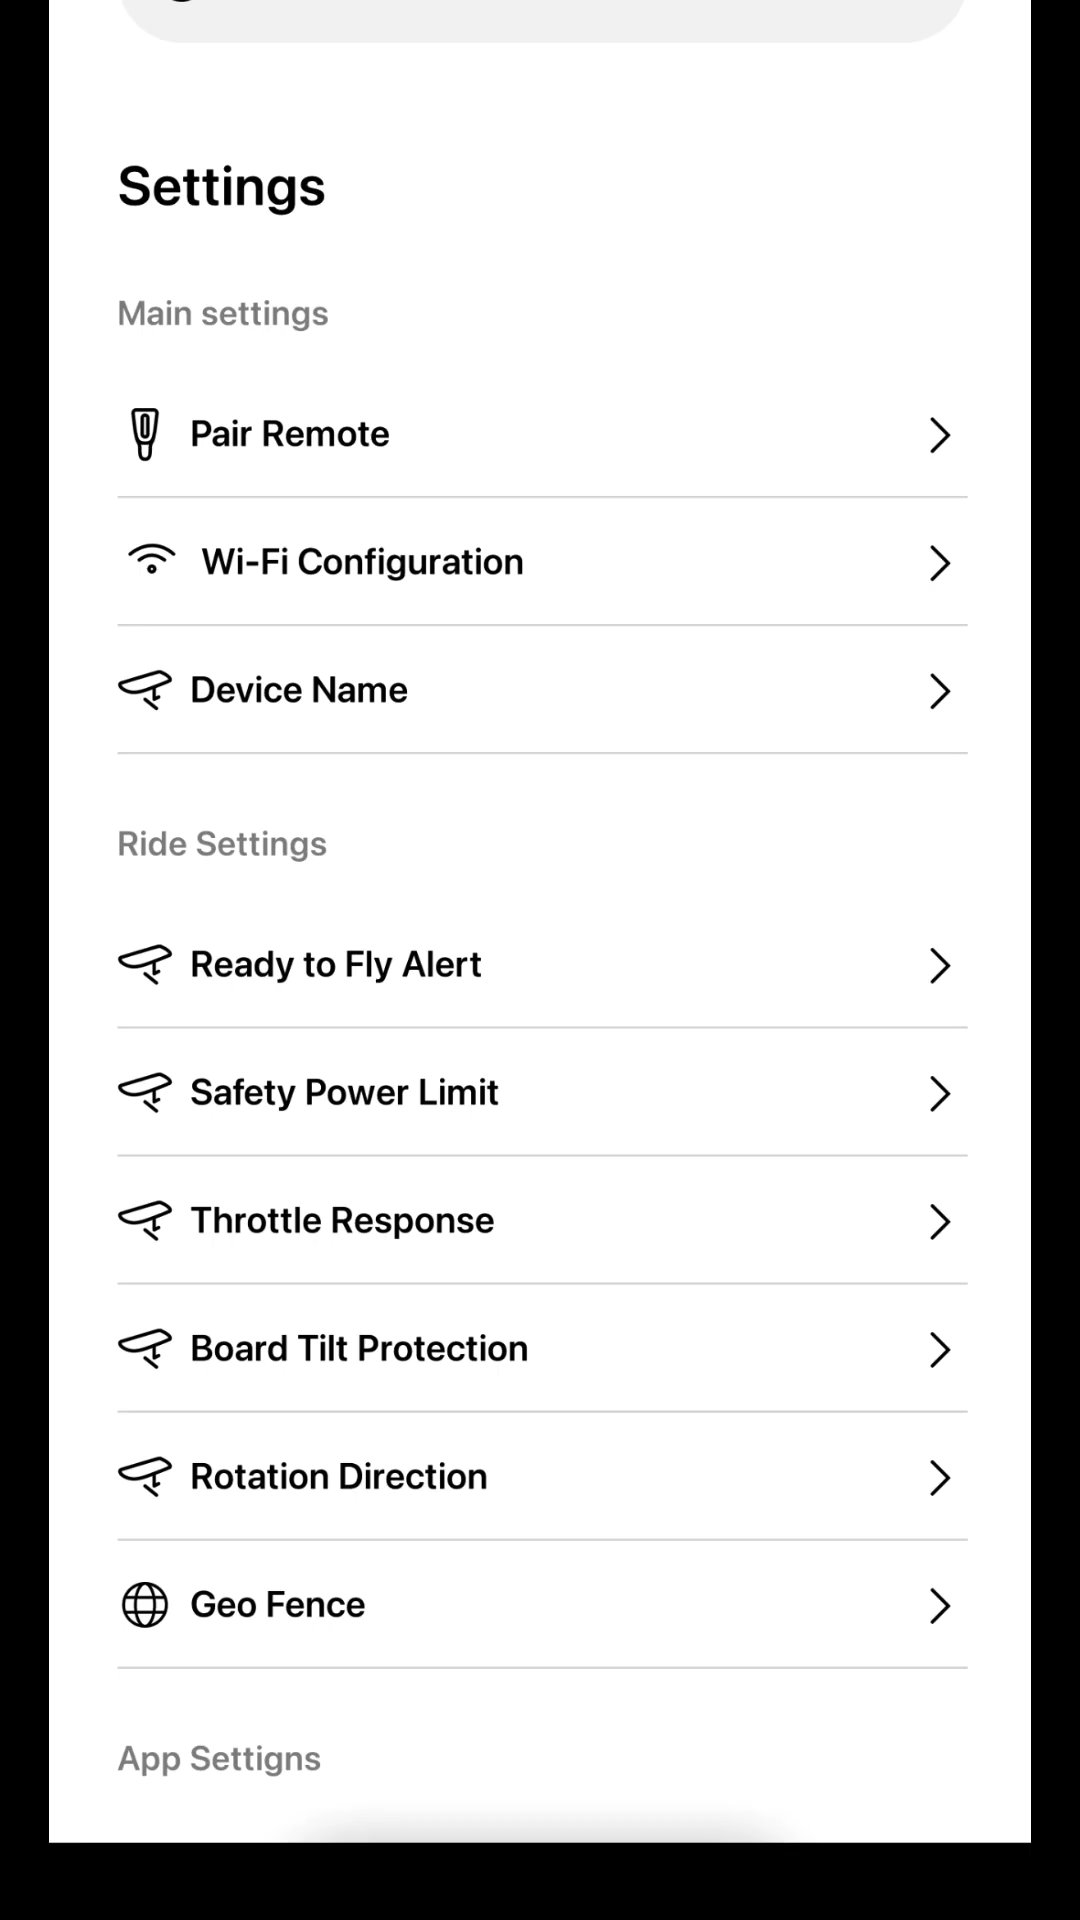 Settings
Main settings
Pair Remote
Wi-Fi Configuration
Device Name
Ride Settings
Ready to Fly Alert
Safety Power Limit
Throttle Response
Board Tilt Protection
Rotation Direction
Geo Fence
App Settigns